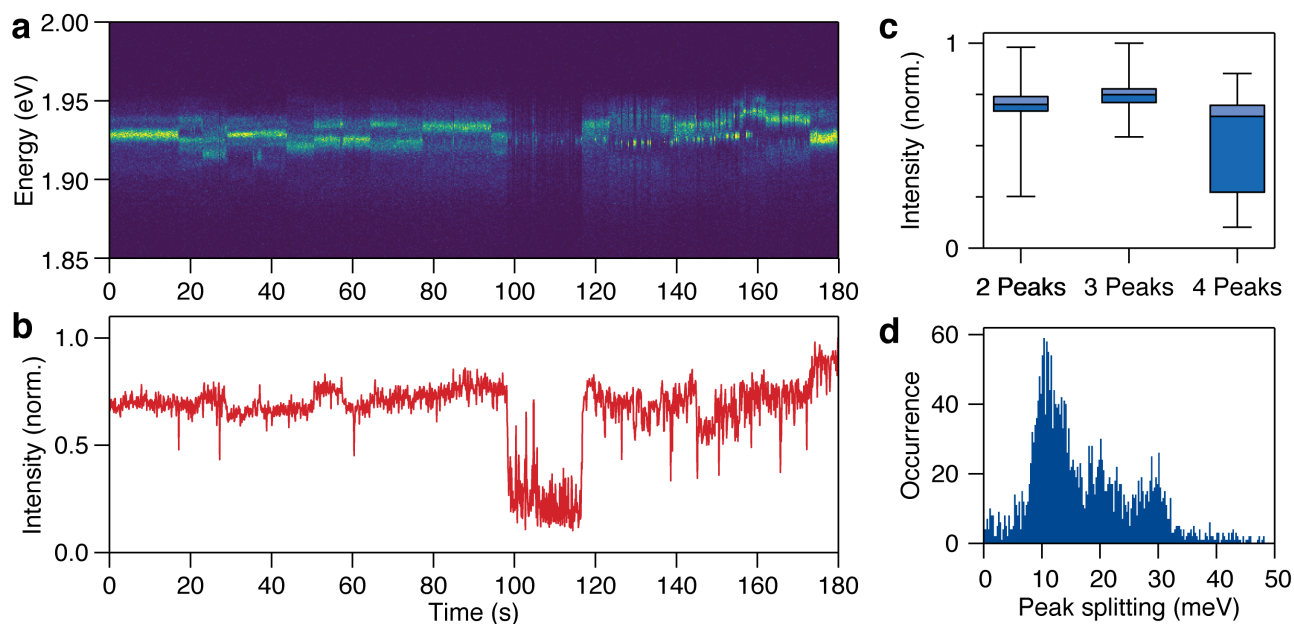 a
Energy (eV)
2.00
1.95
1.90
1.85
0 20 40 60 80 100 120 140 160 180
b
Intensity (norm.)
1.0
0.5
0.0
0 20 40 60 80 100 120 140 160 180
Time (s)
c
Intensity (norm.)
1
0
2 Peaks 3 Peaks 4 Peaks
d
Occurrence
60
40
20
0
0 10 20 30 40 50
Peak splitting (meV)